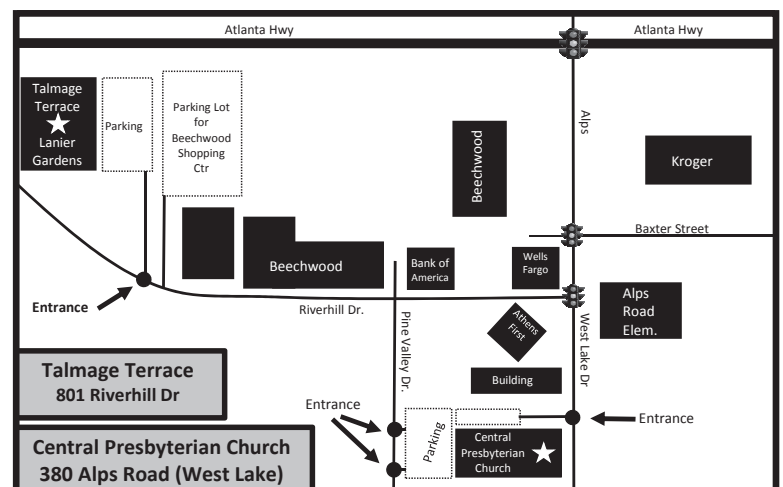 Atlanta Hwy
Atlanta Hwy
Talmage
Terrace
Lanier
Gardens
Parking
Parking Lot
for
Beechwood
Shopping
Ctr
Beechwood
Alps
Kroger
Baxter Street
Beechwood
Bank of
America
Wells
Fargo
Entrance
Riverhill Dr.
Alps
Road
Elem.
Athens
First
Pine Valley Dr.
West Lake Dr
Talmage Terrace
801 Riverhill Dr
Building
Entrance
Entrance
Parking
Central
Presbyterian
Church
Central Presbyterian Church
380 Alps Road (West Lake)